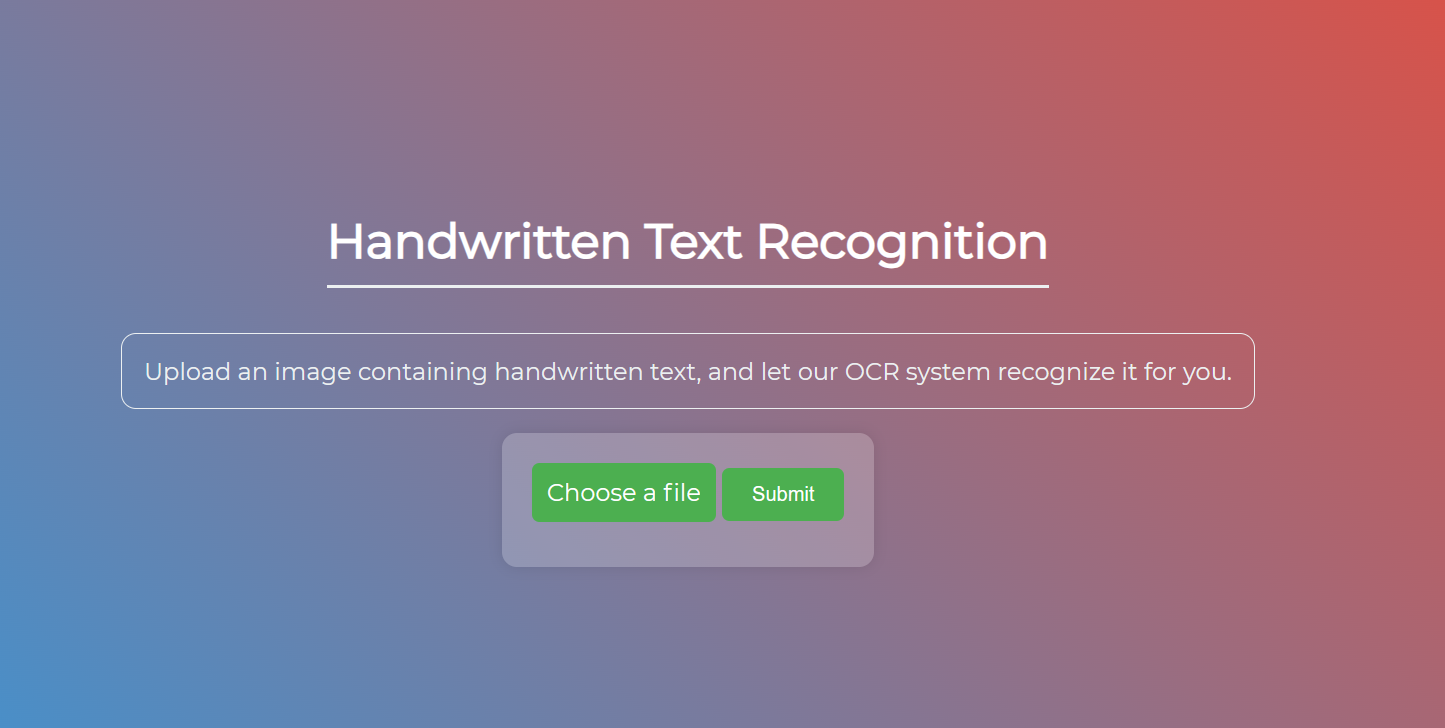 Handwritten Text Recognition
Upload an image containing handwritten text, and let our OCR system recognize it for you.
Choose a file Submit